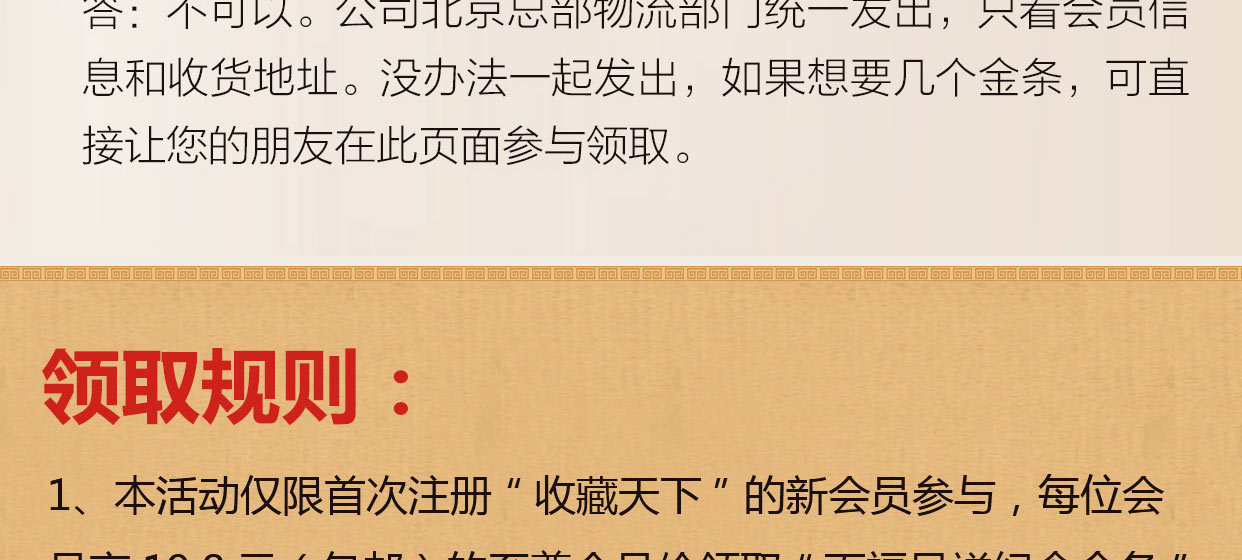 答：不可以。公司北京总部物流部门统一发出，只看会员信
息和收货地址。没办法一起发出，如果想要几个金条，可直
接让您的朋友在此页面参与领取。
领取规则：
1、本活动仅限首次注册“收藏天下”的新会员参与，每位会